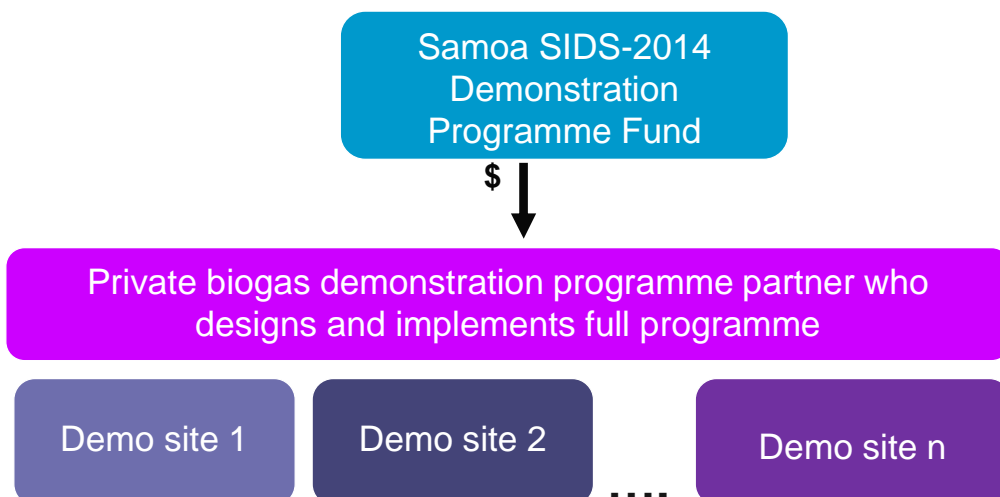 Samoa SIDS-2014
Demonstration
Programme Fund
$
Private biogas demonstration programme partner who
designs and implements full programme
Demo site 1
Demo site 2
....
Demo site n